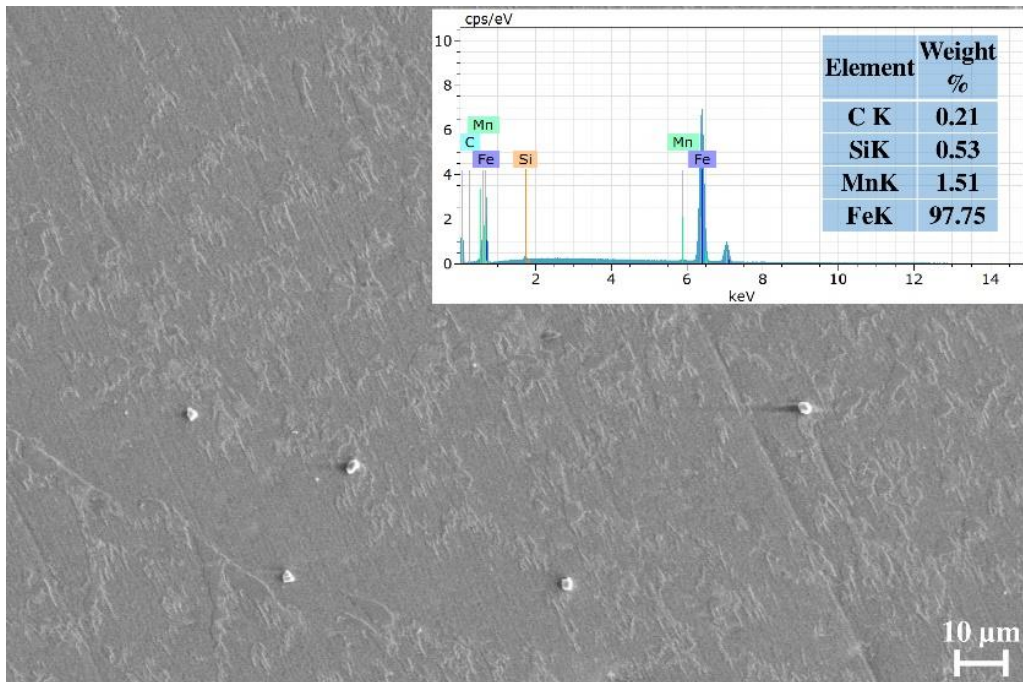 cps/eV
10
8
6
4
2
0
Mn
C
Fe
Si
Mn
Fe
2 4 6 8 10 12 14
keV
Element Weight %
C K 0.21
SiK 0.53
MnK 1.51
FeK 97.75
10 µm